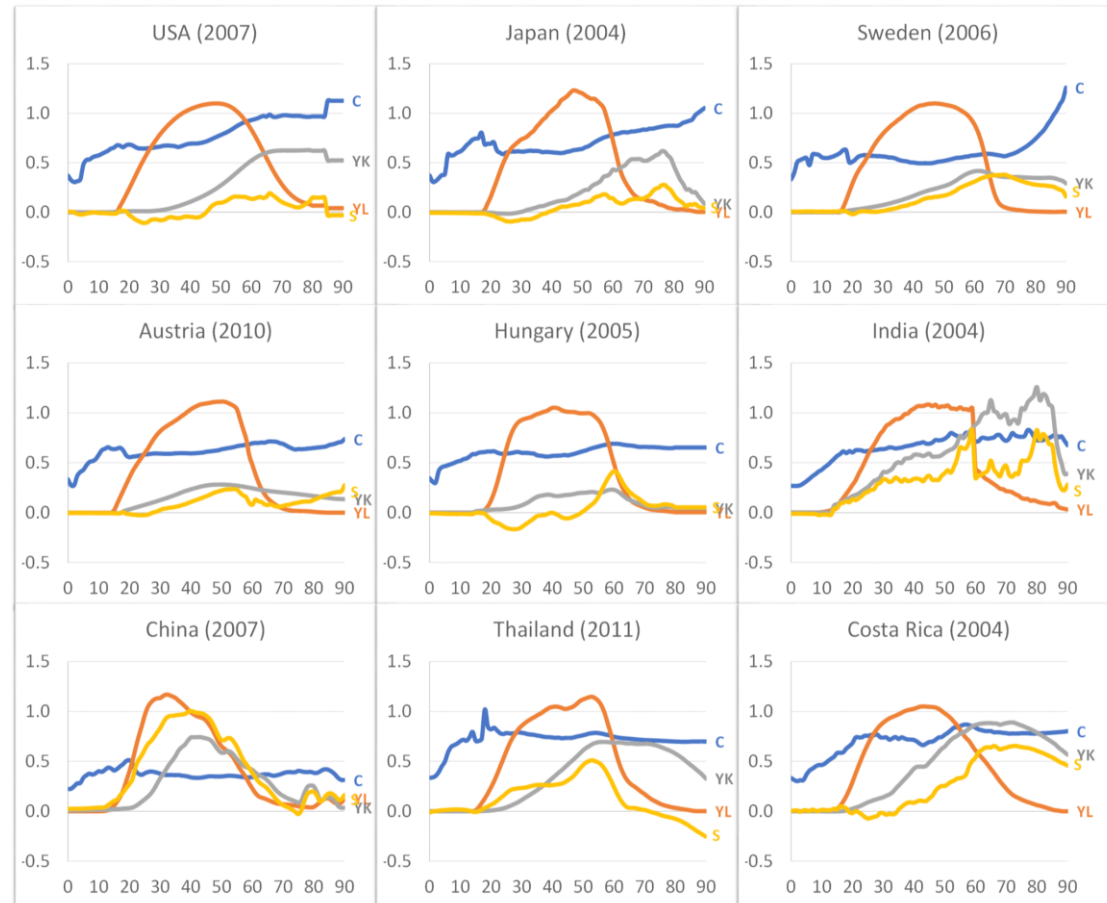 USA (2007)
1.5
1.0
0.5
0.0
-0.5
C
YK
YL
S
0 10 20 30 40 50 60 70 80 90
Japan (2004)
1.5
1.0
0.5
0.0
-0.5
C
YK
S
YL
0 10 20 30 40 50 60 70 80 90
Sweden (2006)
1.5
1.0
0.5
0.0
-0.5
C
YK
S
YL
0 10 20 30 40 50 60 70 80 90
Austria (2010)
1.5
1.0
0.5
0.0
-0.5
C
S
YK
YL
0 10 20 30 40 50 60 70 80 90
Hungary (2005)
1.5
1.0
0.5
0.0
-0.5
C
S
YK
YL
0 10 20 30 40 50 60 70 80 90
India (2004)
1.5
1.0
0.5
0.0
-0.5
C
YK
S
YL
0 10 20 30 40 50 60 70 80 90
China (2007)
1.5
1.0
0.5
0.0
-0.5
C
S
YL
YK
0 10 20 30 40 50 60 70 80 90
Thailand (2011)
1.5
1.0
0.5
0.0
-0.5
C
YK
YL
S
0 10 20 30 40 50 60 70 80 90
Costa Rica (2004)
1.5
1.0
0.5
0.0
-0.5
C
YK
S
YL
0 10 20 30 40 50 60 70 80 90